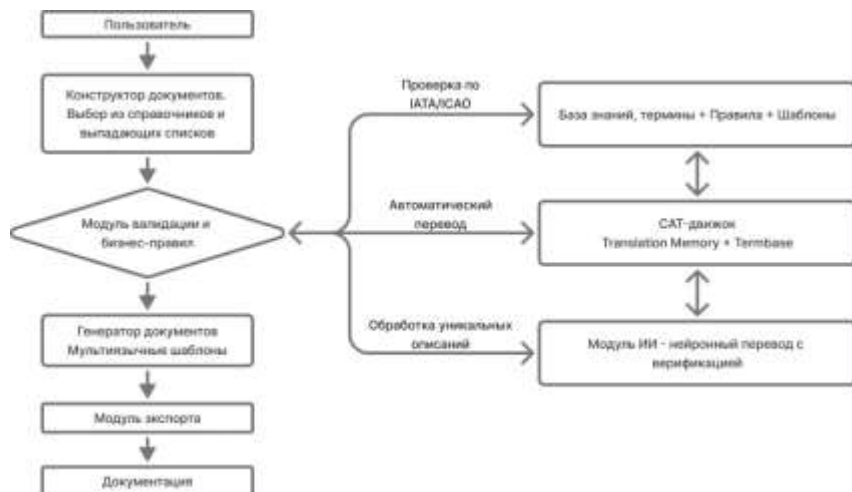 Пользователь
Конструктор документов.
Выбор из справочников и
выпадающих списков
Модуль валидации и
бизнес-правил
Генератор документов
Мультиязычные шаблоны
Модуль экспорта
Документация
Проверка по
IATA/ICAO
Автоматический
перевод
Обработка уникальных
описаний
База знаний, термины + Правила + Шаблоны
CAT-движок
Translation Memory + Termbase
Модуль ИИ - нейронный перевод с
верификацией